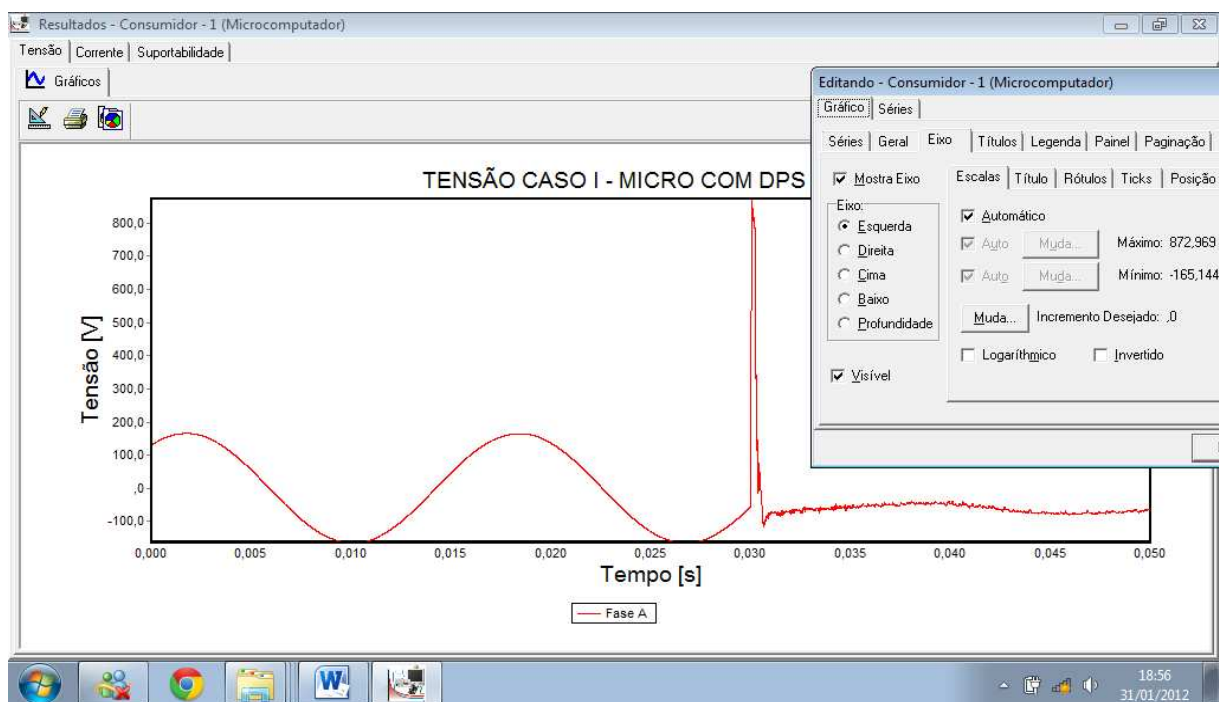 Resultados - Consumidor - 1 (Microcomputador)
Tensão Corrente Suportabilidade
Gráficos
TENSÃO CASO I - MICRO COM DPS
Tensão [V]
800,0
700,0
600,0
500,0
400,0
300,0
200,0
100,0
,0
-100,0
0,000 0,005 0,010 0,015 0,020 0,025 0,030 0,035 0,040 0,045 0,050
Tempo [s]
Fase A
Editando - Consumidor - 1 (Microcomputador)
Gráfico Séries
Séries Geral Eixo Títulos Legenda Painel Paginação
Mostra Eixo
Eixo:
Esquerda
Direita
Cima
Baixo
Profundidade
Visível
Escalas Título Rótulos Ticks Posição
Automático
Auto Muda... Máximo: 872,969
Auto Muda... Mínimo: -165,144
Muda... Incremento Desejado: ,0
Logaríthmico Invertido
W
18:56
31/01/2012